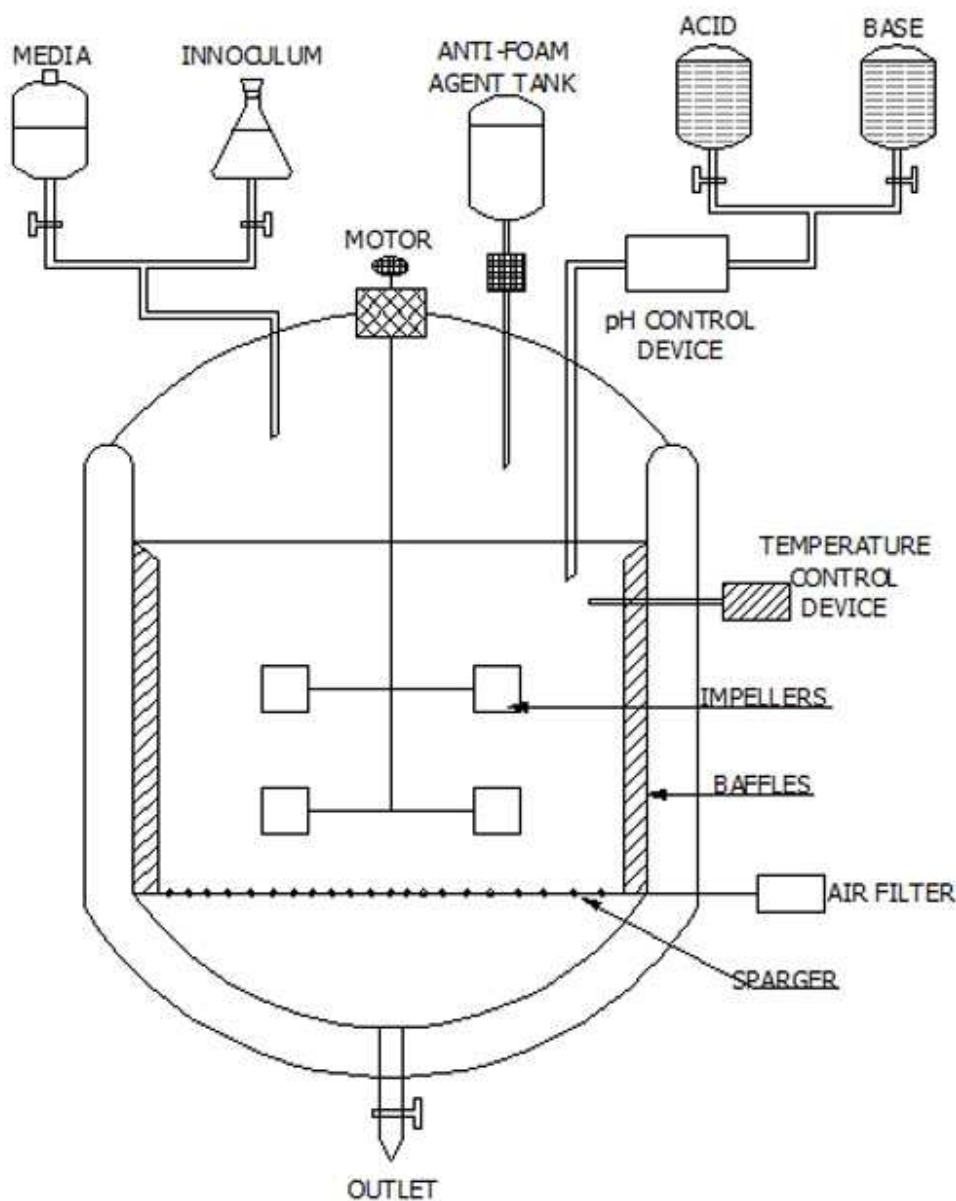 MEDIA
INNOCULUM
ANTI-FOAM
AGENT TANK
ACID
BASE
MOTOR
pH CONTROL
DEVICE
TEMPERATURE
CONTROL
DEVICE
IMPELLERS
BAFFLES
AIR FILTER
SPARGER
OUTLET